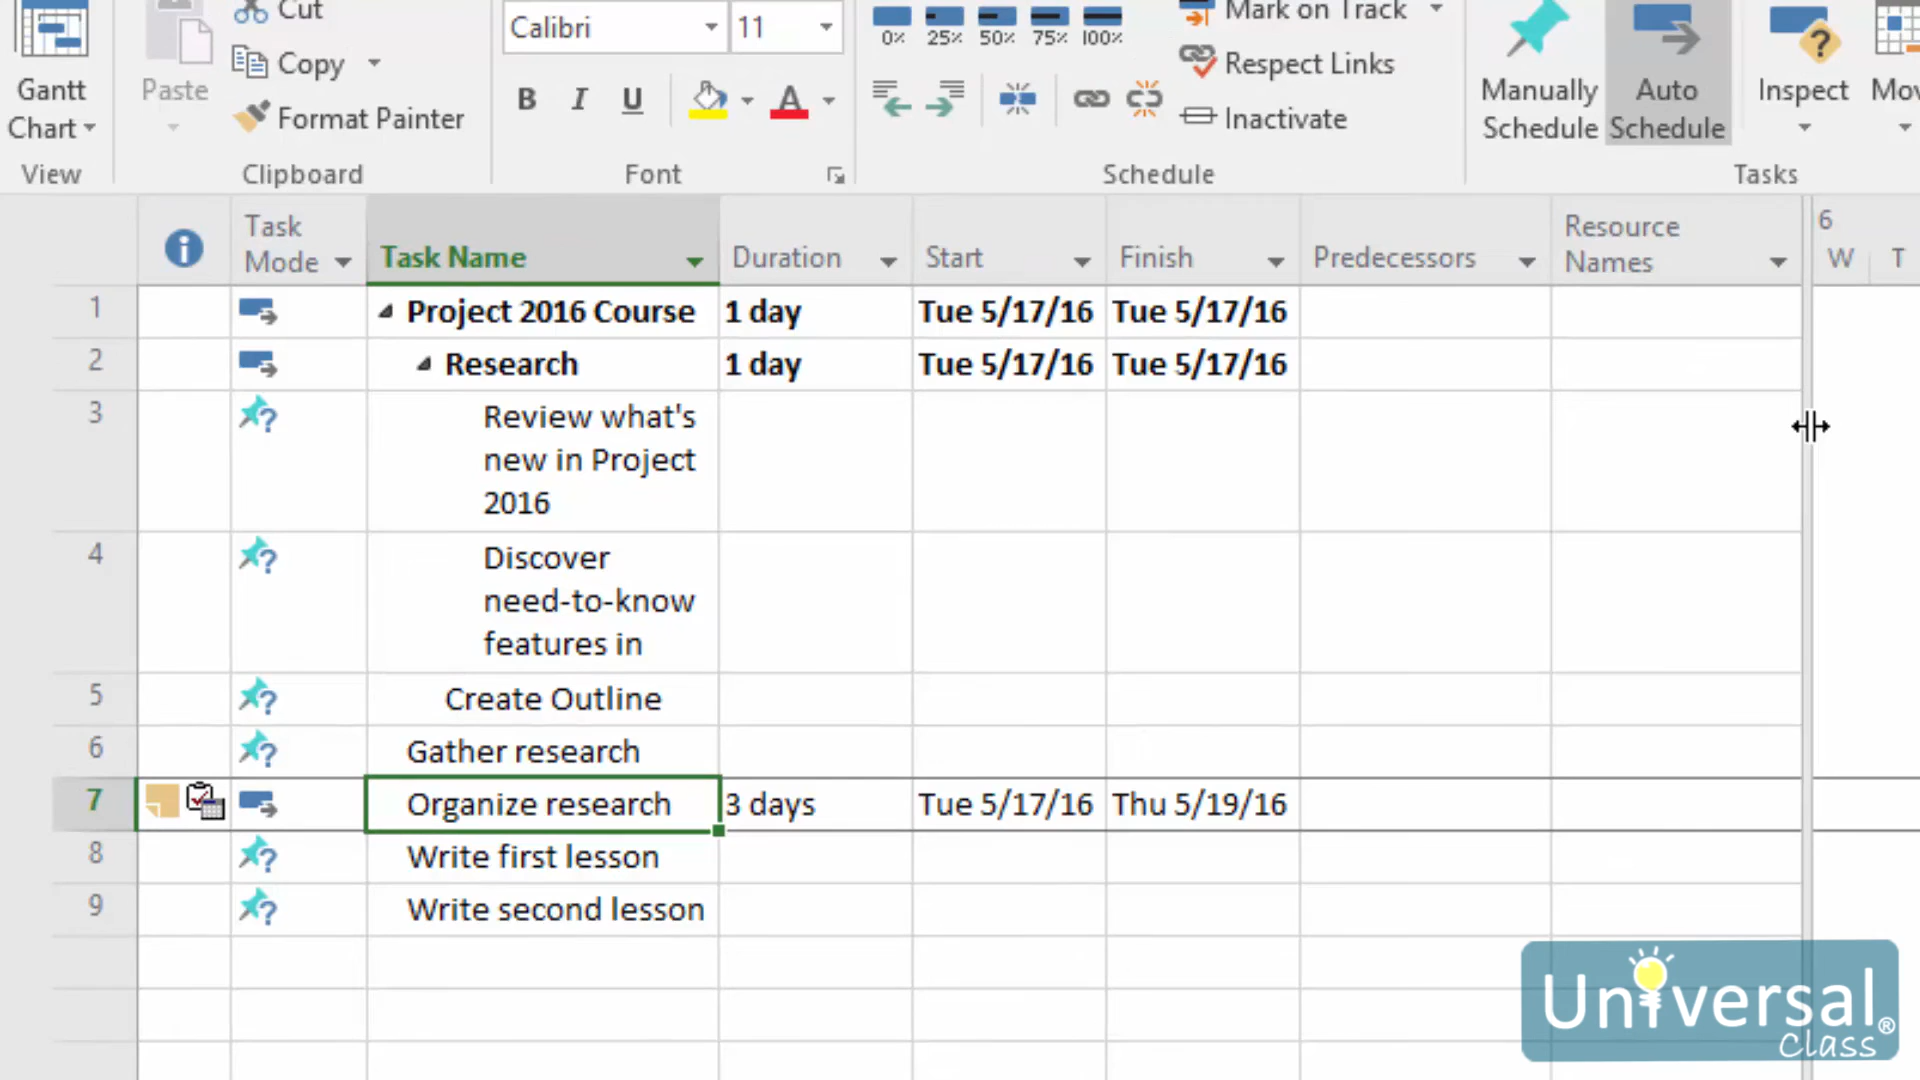 Cut
Calibri 11
0% 25% 50% 75% 100%
Mark on Track
Gantt Chart
Paste
Copy
Format Painter
B I U
A
Respect Links
Inactivate
Manually Schedule
Auto Schedule
Inspect
Mov
View
Clipboard
Font
Schedule
Tasks
Task Mode
Task Name
Duration
Start
Finish
Predecessors
Resource Names
6
W T
1 Project 2016 Course 1 day Tue 5/17/16 Tue 5/17/16
2 Research 1 day Tue 5/17/16 Tue 5/17/16
3 Review what's
new in Project
2016
4 Discover
need-to-know
features in
5 Create Outline
6 Gather research
7 Organize research 3 days Tue 5/17/16 Thu 5/19/16
8 Write first lesson
9 Write second lesson
Universal®
Class